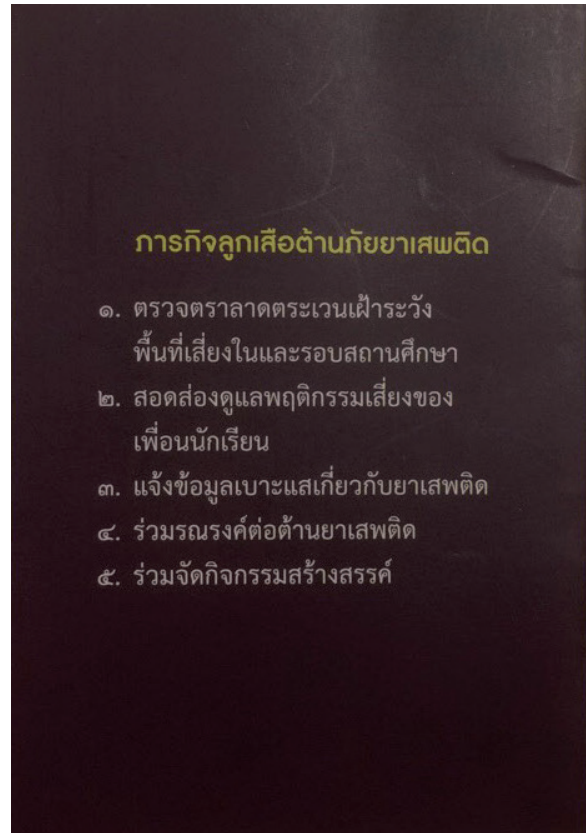 ภารกิจลูกเสือต้านภัยยาเสพติด
๑. ตรวจตราลาดตระเวนเฝ้าระวัง
พื้นที่เสี่ยงในและรอบสถานศึกษา
๒. สอดส่องดูแลพฤติกรรมเสี่ยงของ
เพื่อนนักเรียน
๓. แจ้งข้อมูลเบาะแสเกี่ยวกับยาเสพติด
๔. ร่วมรณรงค์ต่อต้านยาเสพติด
๕. ร่วมจัดกิจกรรมสร้างสรรค์